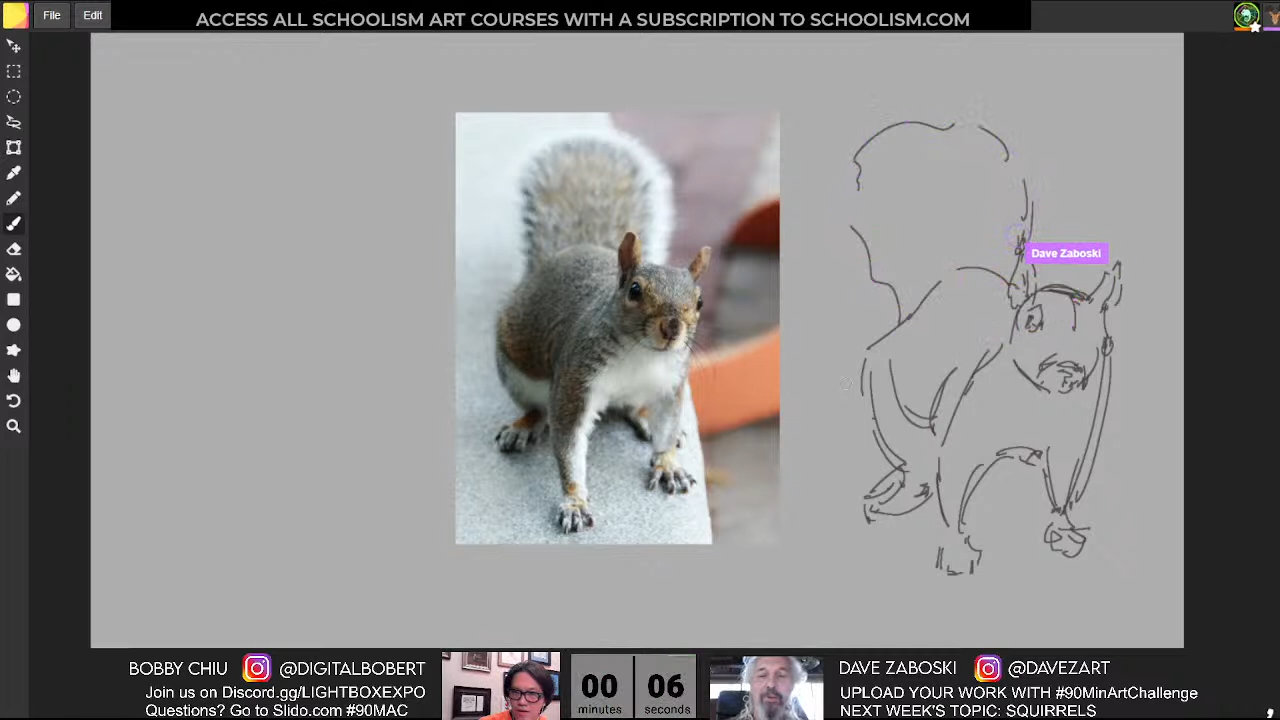 File
Edit
ACCESS ALL SCHOOLISM ART COURSES WITH A SUBSCRIPTION TO SCHOOLISM.COM
Dave Zaboski
BOBBY CHIU
@DIGITALBOBERT
Join us on Discord.gg/LIGHTBOXEXPO
Questions? Go to Slido.com #90MAC
00
minutes
06
seconds
DAVE ZABOSKI
@DAVEZART
UPLOAD YOUR WORK WITH #90MinArtChallenge
NEXT WEEK'S TOPIC: SQUIRRELS